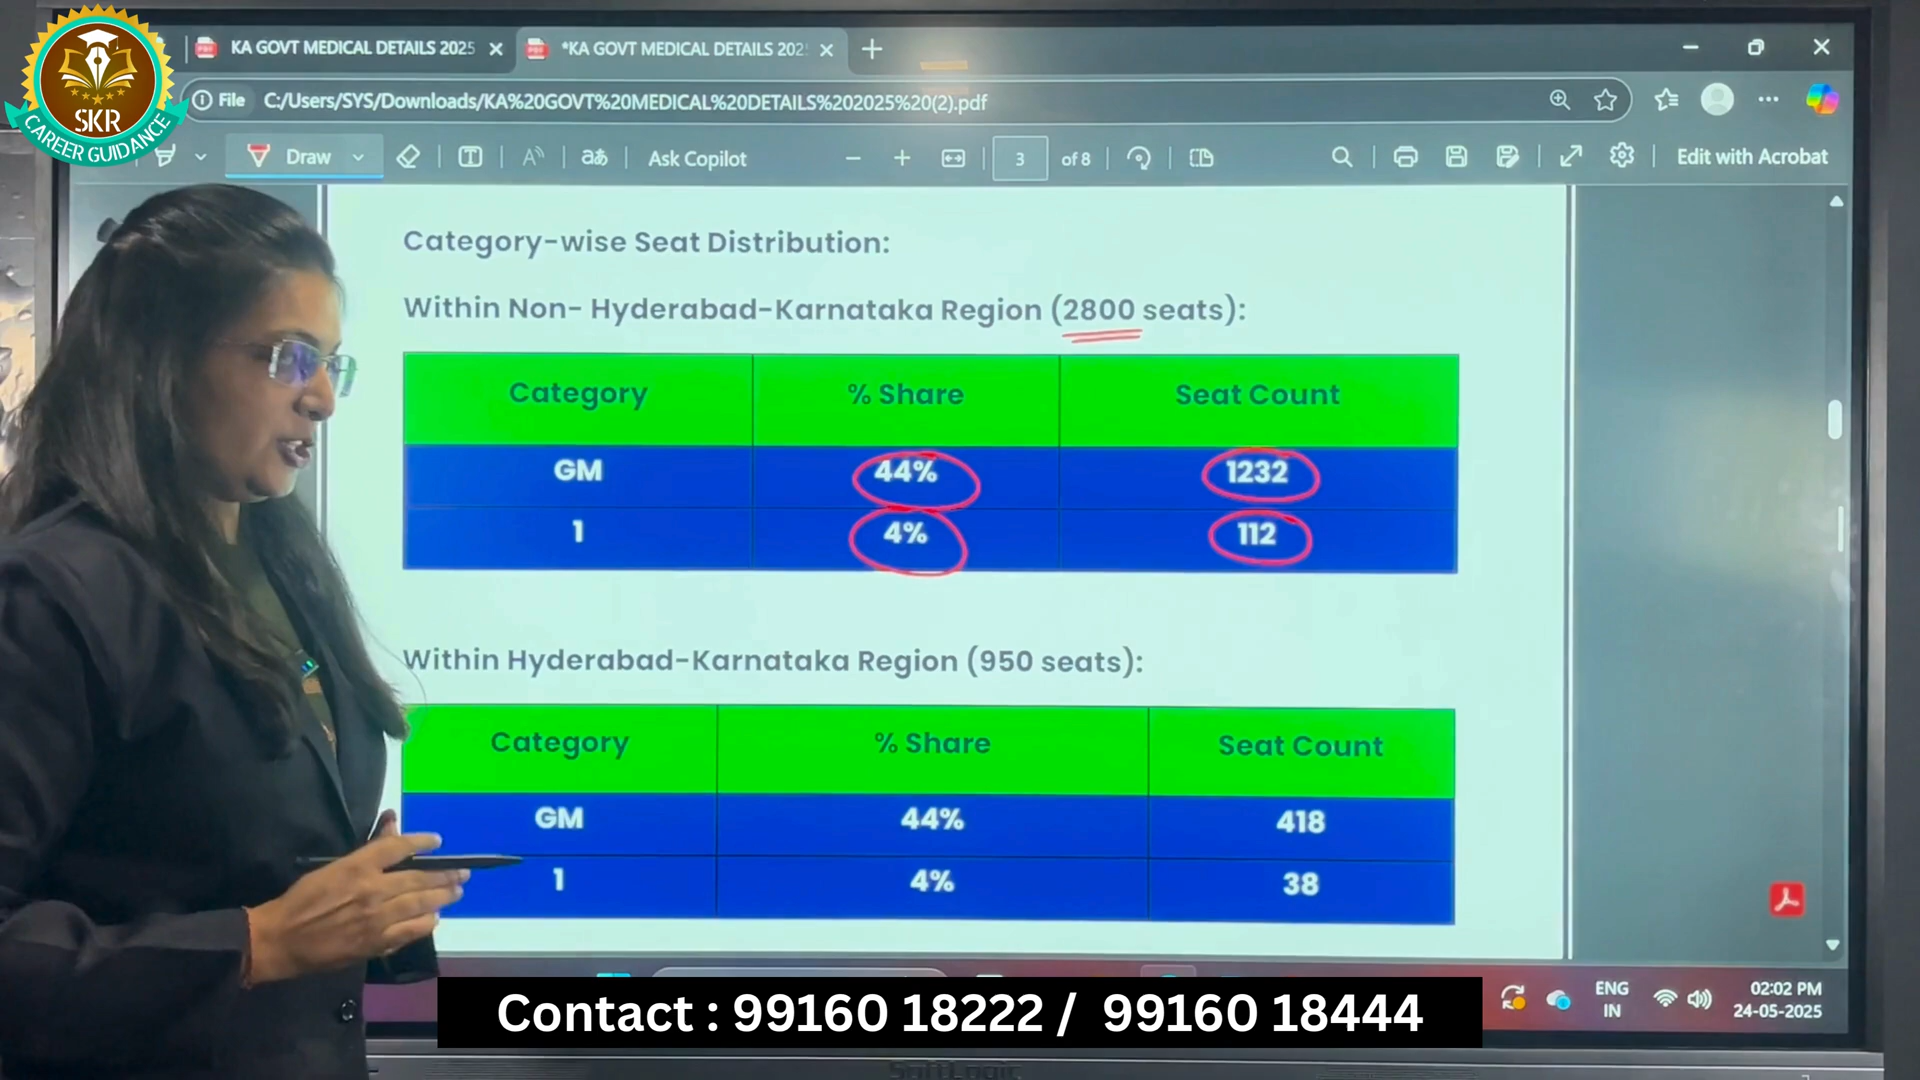 KA GOVT MEDICAL DETAILS 2025
*KA GOVT MEDICAL DETAILS 202
SKR
CAREER GUIDANCE
File C:/Users/SYS/Downloads/KA%20GOVT%20MEDICAL%20DETAILS%202025%20(2).pdf
Draw
Ask Copilot
3 of 8
Edit with Acrobat
Category-wise Seat Distribution:
Within Non- Hyderabad-Karnataka Region (2800 seats):
Category % Share Seat Count
GM 44% 1232
1 4% 112
Within Hyderabad-Karnataka Region (950 seats):
Category % Share Seat Count
GM 44% 418
1 4% 38
Contact : 99160 18222 / 99160 18444
ENG
IN
02:02 PM
24-05-2025